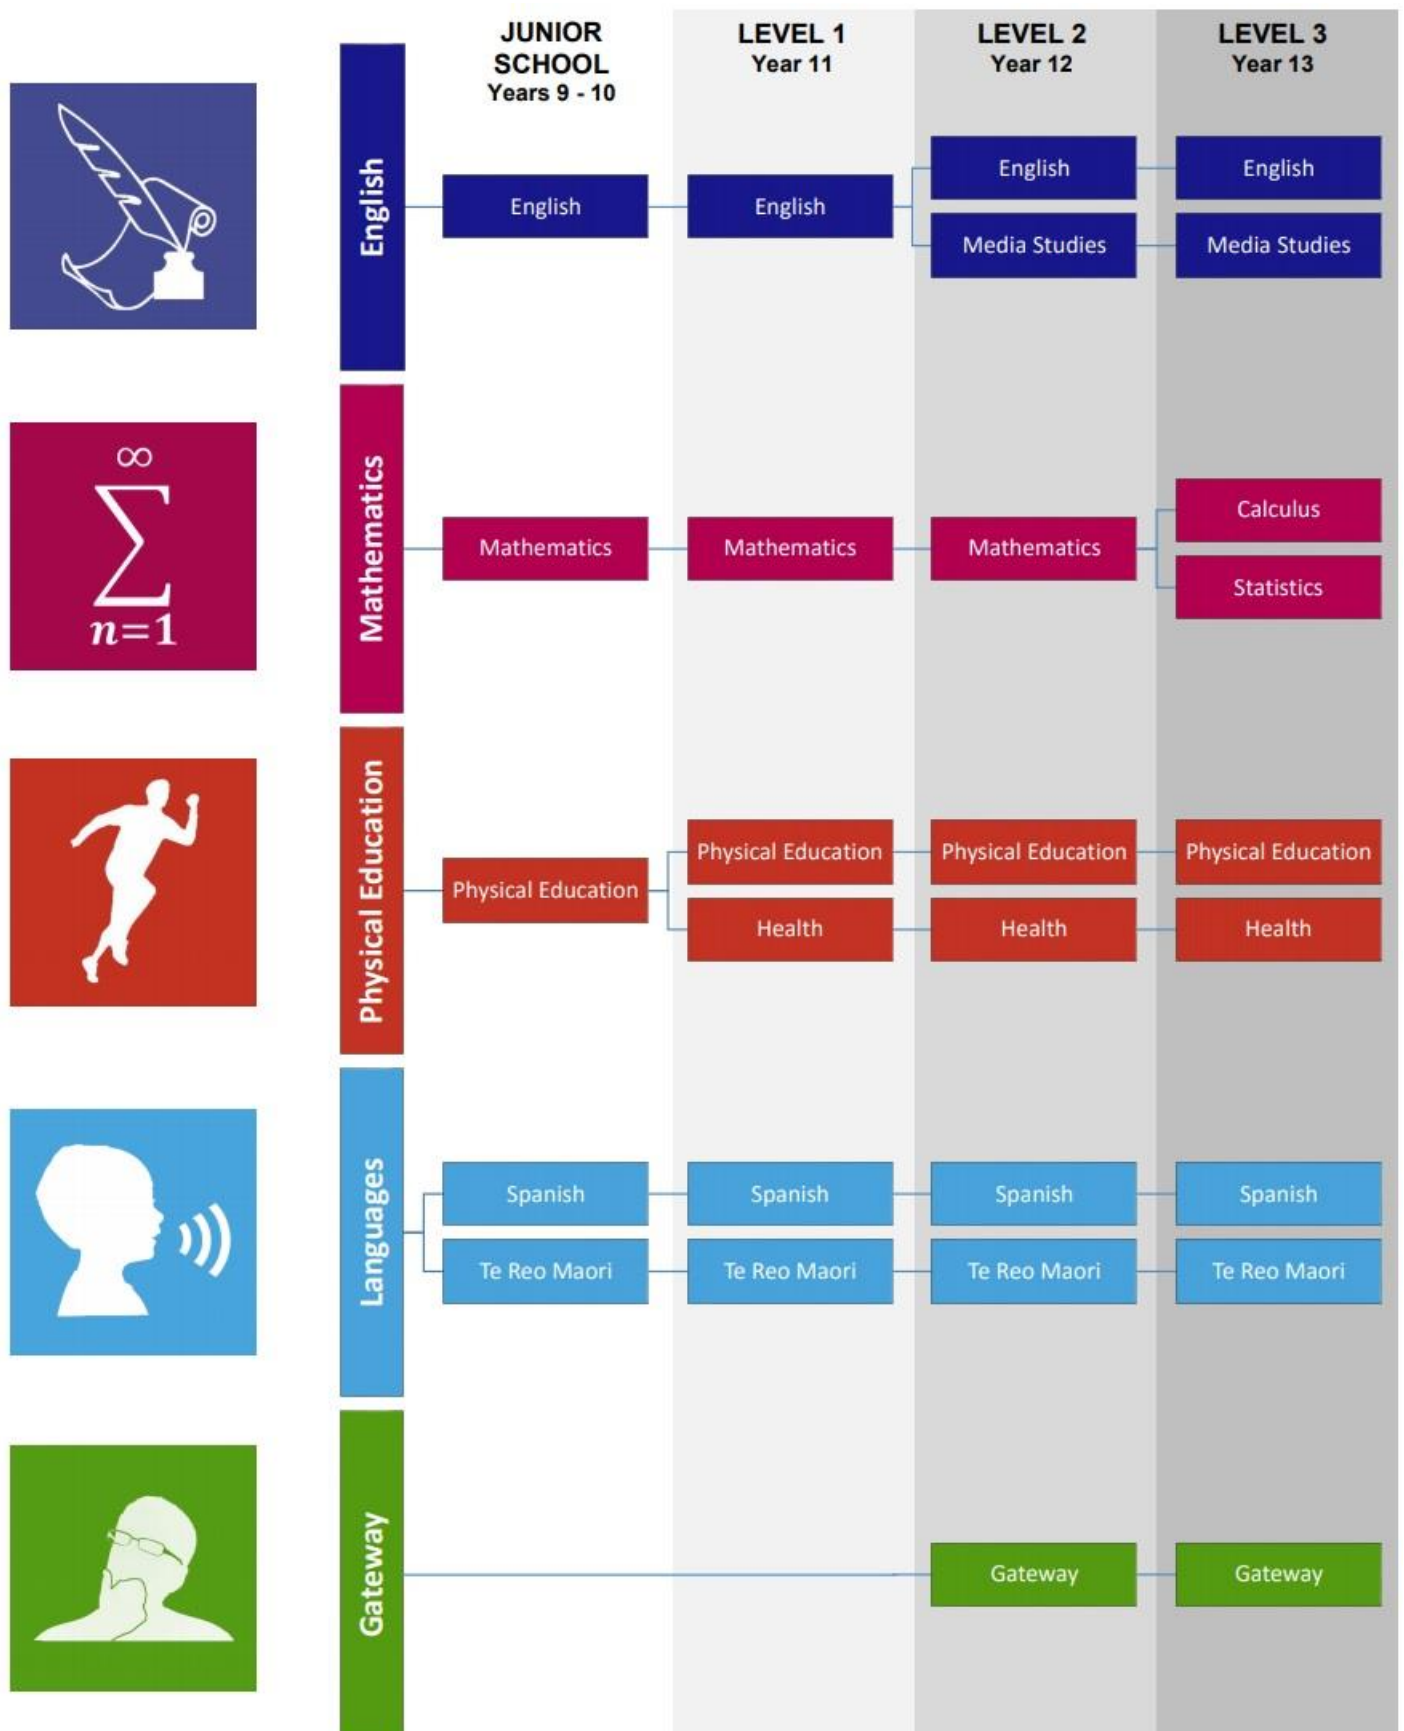 JUNIOR
SCHOOL
Years 9 - 10
LEVEL 1
Year 11
LEVEL 2
Year 12
LEVEL 3
Year 13
English
English
English
English
English
Media Studies
Media Studies
∞
∑
n=1
Mathematics
Mathematics
Mathematics
Mathematics
Calculus
Statistics
Physical Education
Physical Education
Physical Education
Physical Education
Physical Education
Health
Health
Health
Languages
Spanish
Spanish
Spanish
Spanish
Te Reo Maori
Te Reo Maori
Te Reo Maori
Te Reo Maori
Gateway
Gateway
Gateway